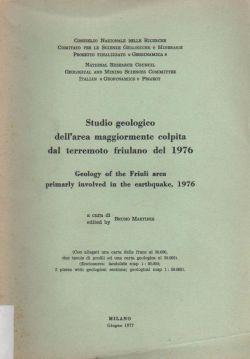 Consiglio Nazionale delle Ricerche
Comitato per le Scienze Geologiche e Minerarie
Progetto finalizzato « Geodinamica »
National Research Council
Geological and Mining Sciences Committee
Italian « Geodynamics » Project
Studio geologico
dell'area maggiormente colpita
dal terremoto friulano del 1976
Geology of the Friuli area
primarly involved in the earthquake, 1976
a cura di
edited by Bruno Martinis
(Con allegati una carta delle frane al 50.000,
due tavole di profili ed una carta geologica al 50.000).
(Enclosures: landslide map 1 : 50.000;
2 plates with geological sections; geological map 1 : 50.000).
MILANO
Giugno 1977